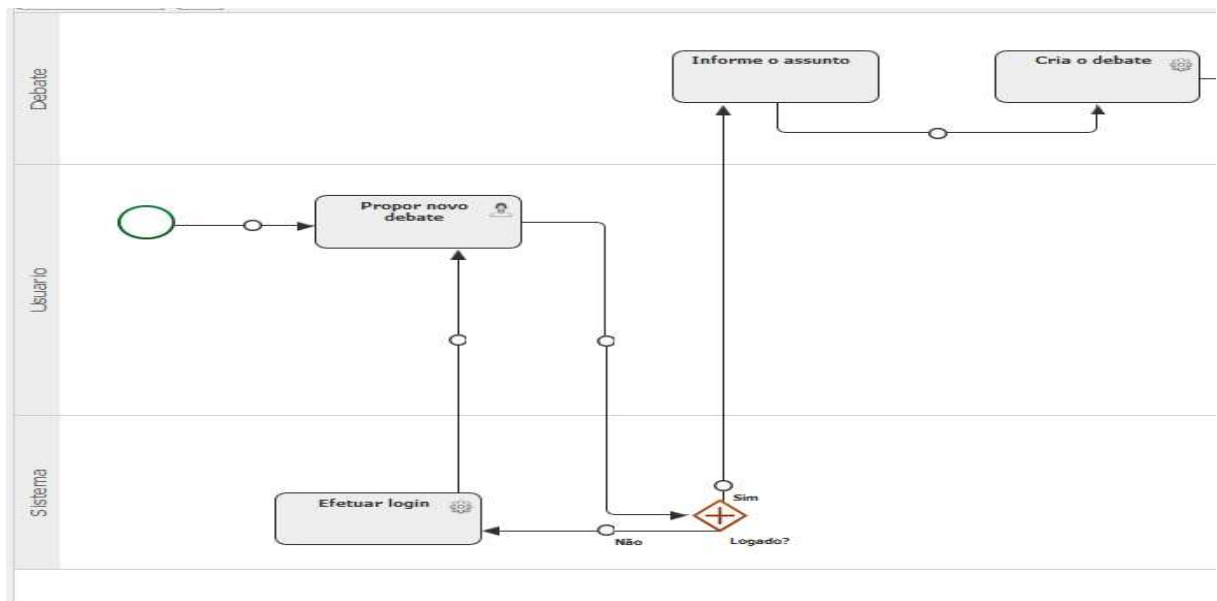 Debate
Informe o assunto
Cria o debate
Usuario
Propor novo
debate
Sistema
Efetuar login
Sim
Não
Logado?